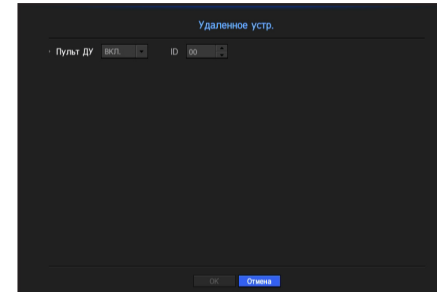 Удаленное устр.
· Пульт ДУ ВКЛ. ID 00
OK Отмена